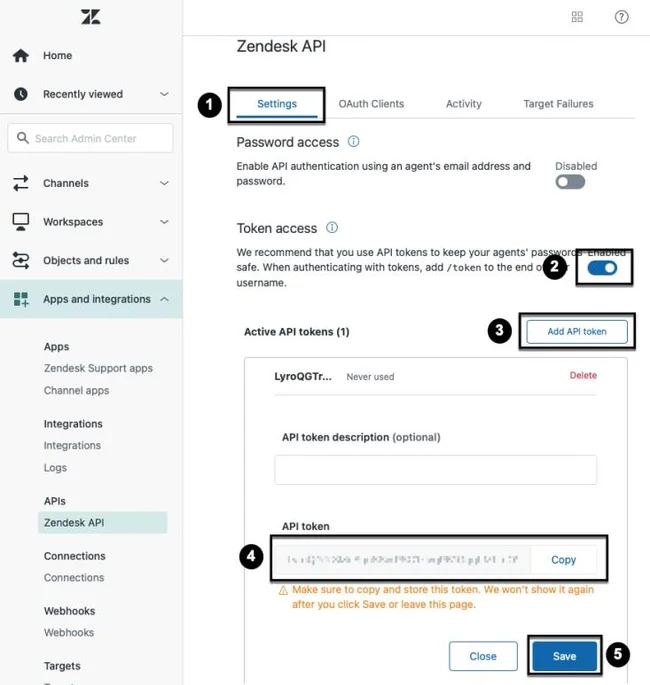 Zendesk API
Home
Recently viewed
Search Admin Center
Channels
Workspaces
Objects and rules
Apps and integrations
Apps
Zendesk Support apps
Channel apps
Integrations
Integrations
Logs
APIs
Zendesk API
Connections
Connections
Webhooks
Webhooks
Targets
1
Settings
OAuth Clients
Activity
Target Failures
Password access
Enable API authentication using an agent's email address and
password.
Disabled
Token access
We recommend that you use API tokens to keep your agents' passwords
safe. When authenticating with tokens, add /token to the end of
username.
Enabled
2
Active API tokens (1)
3
Add API token
LyroQGTr...
Never used
Delete
API token description (optional)
API token
4
Copy
Make sure to copy and store this token. We won't show it again
after you click Save or leave this page.
Close
Save
5